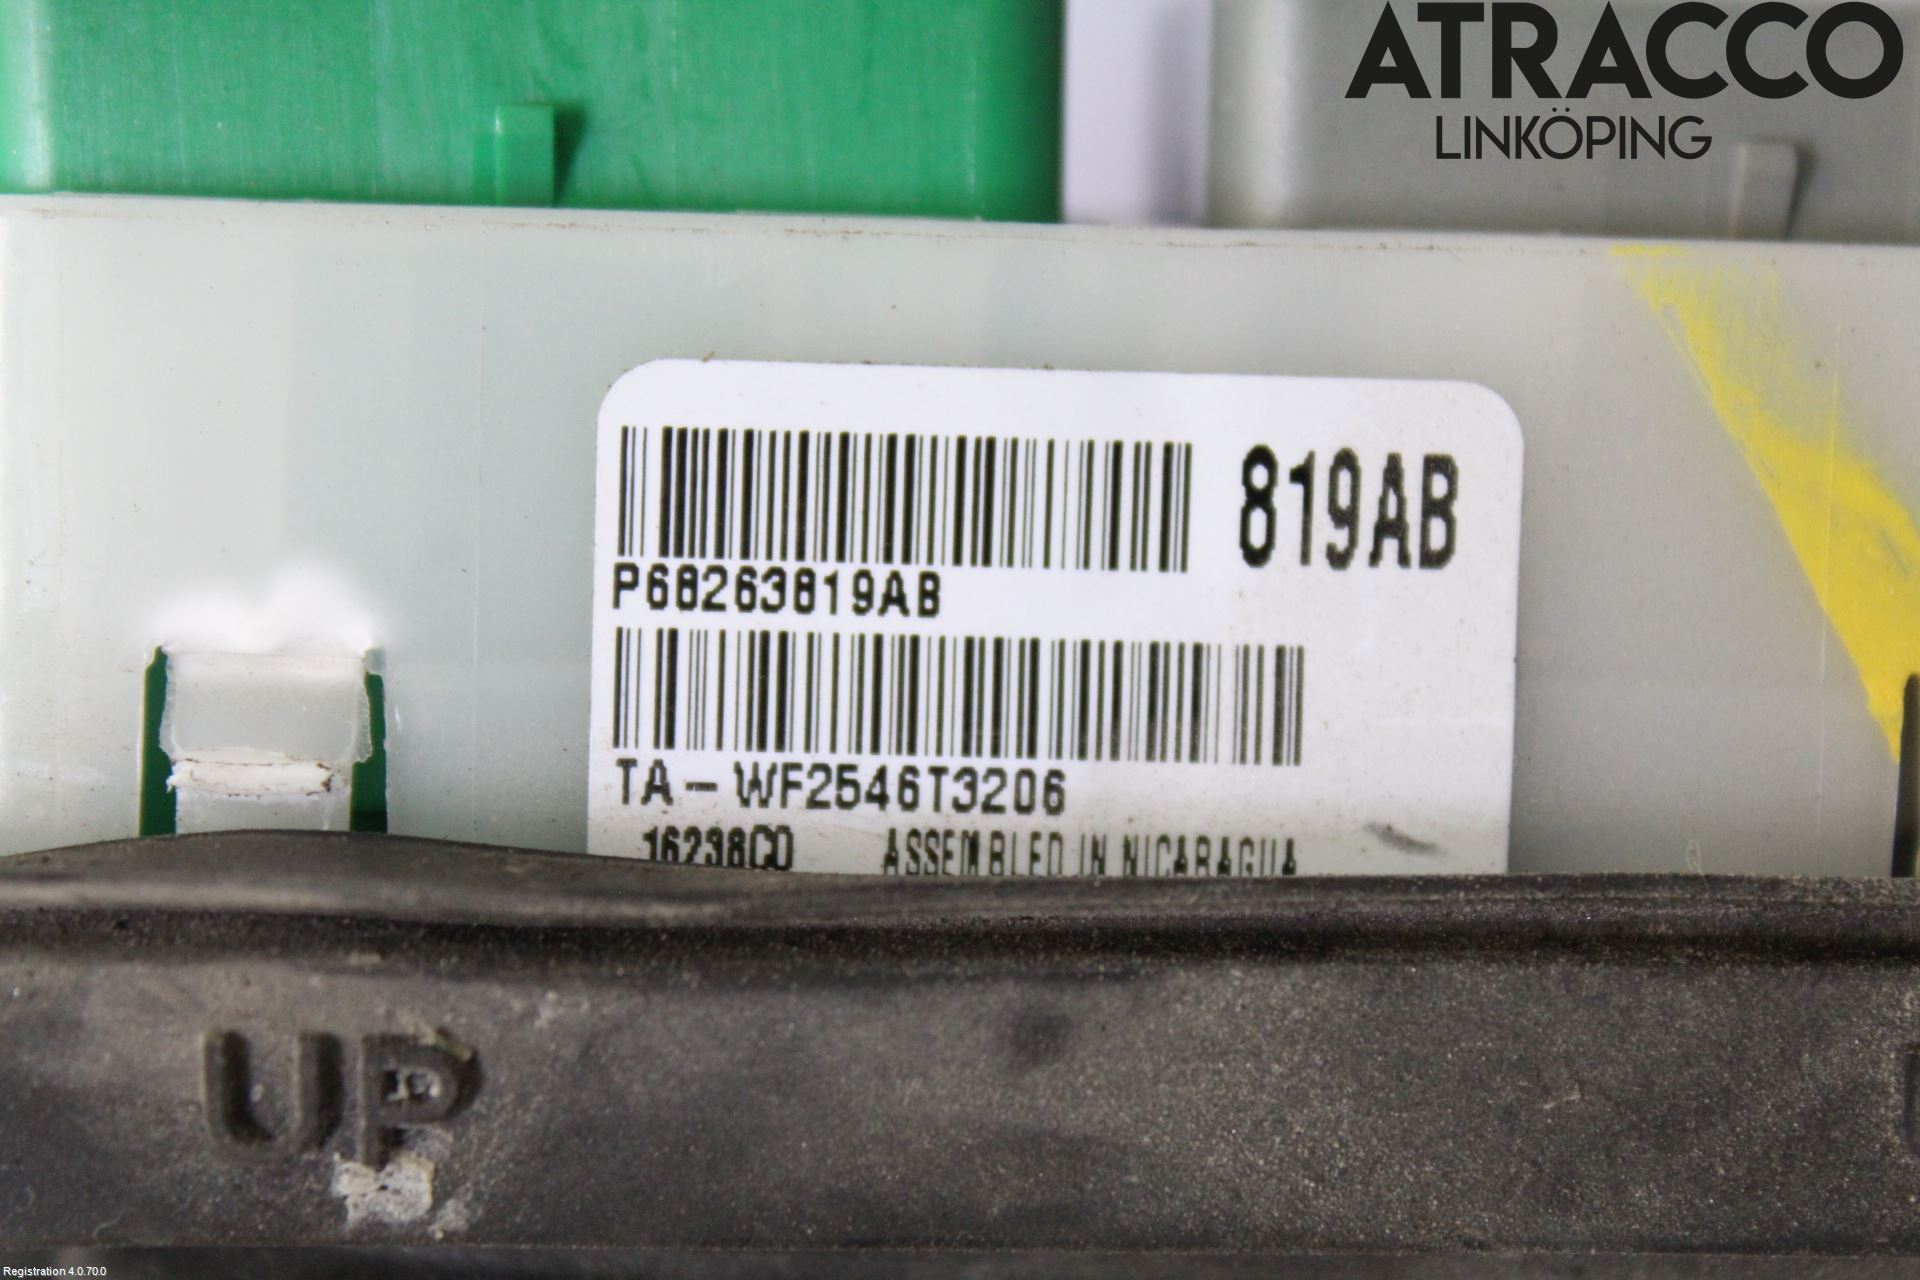 ATRACCO
LINKÖPING
819AB
P68263819AB
TA-WF2546T3206
16238C0 ASSEMBLED IN NICARAGUA
UP
Registration 4.0.70.0